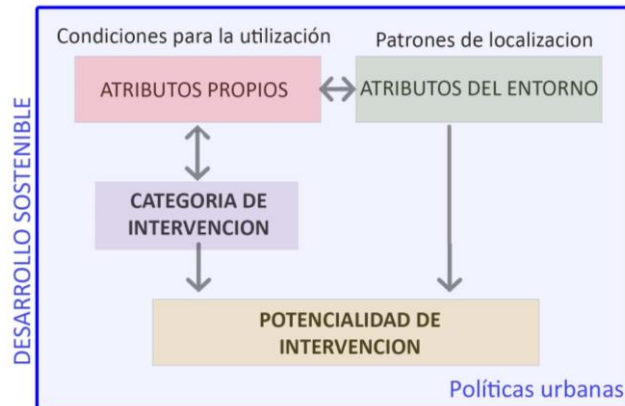 DESARROLLO SOSTENIBLE
Condiciones para la utilización
Patrones de localizacion
ATRIBUTOS PROPIOS
ATRIBUTOS DEL ENTORNO
CATEGORIA DE
INTERVENCION
POTENCIALIDAD DE
INTERVENCION
Políticas urbanas